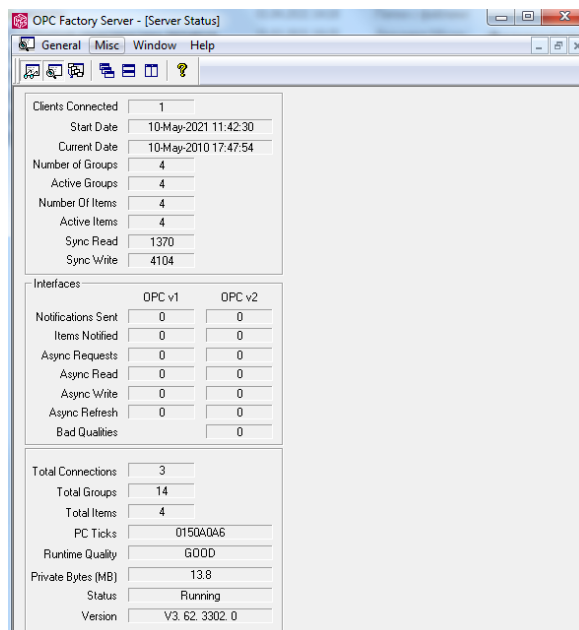 OPC Factory Server - [Server Status]
General Misc Window Help
Clients Connected 1
Start Date 10-May-2021 11:42:30
Current Date 10-May-2010 17:47:54
Number of Groups 4
Active Groups 4
Number Of Items 4
Active Items 4
Sync Read 1370
Sync Write 4104
Interfaces
OPC v1 OPC v2
Notifications Sent 0 0
Items Notified 0 0
Async Requests 0 0
Async Read 0 0
Async Write 0 0
Async Refresh 0 0
Bad Qualities 0
Total Connections 3
Total Groups 14
Total Items 4
PC Ticks 0150A0A6
Runtime Quality GOOD
Private Bytes (MB) 13.8
Status Running
Version V3. 62. 3302. 0